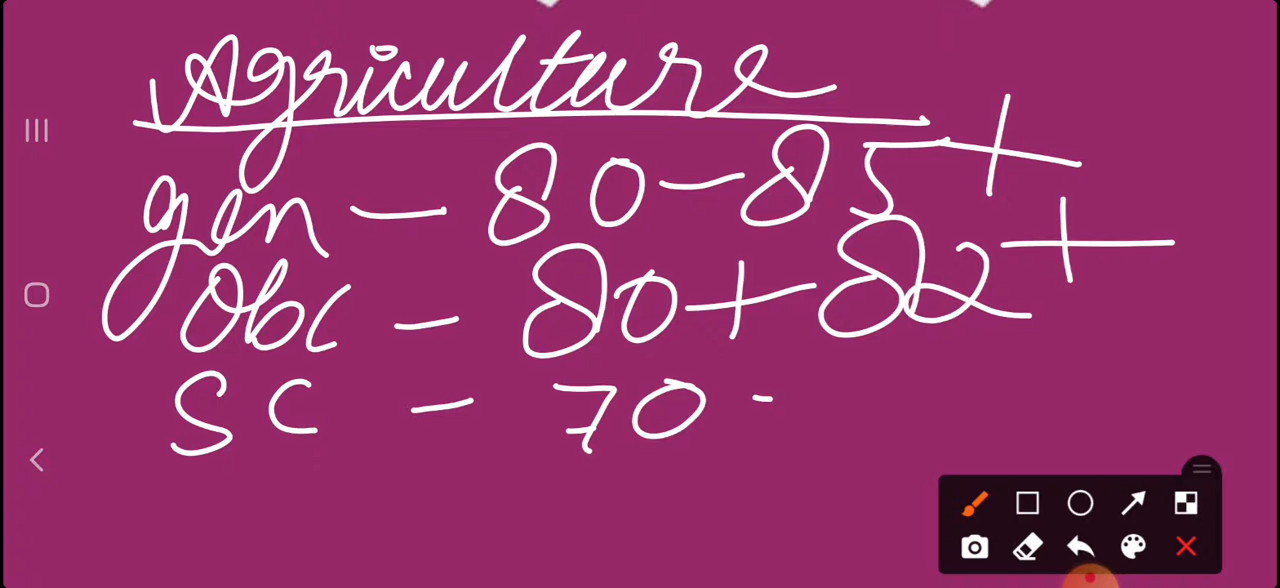 Agriculture
gen - 80-85+
Obc - 80+82+
SC - 70 -